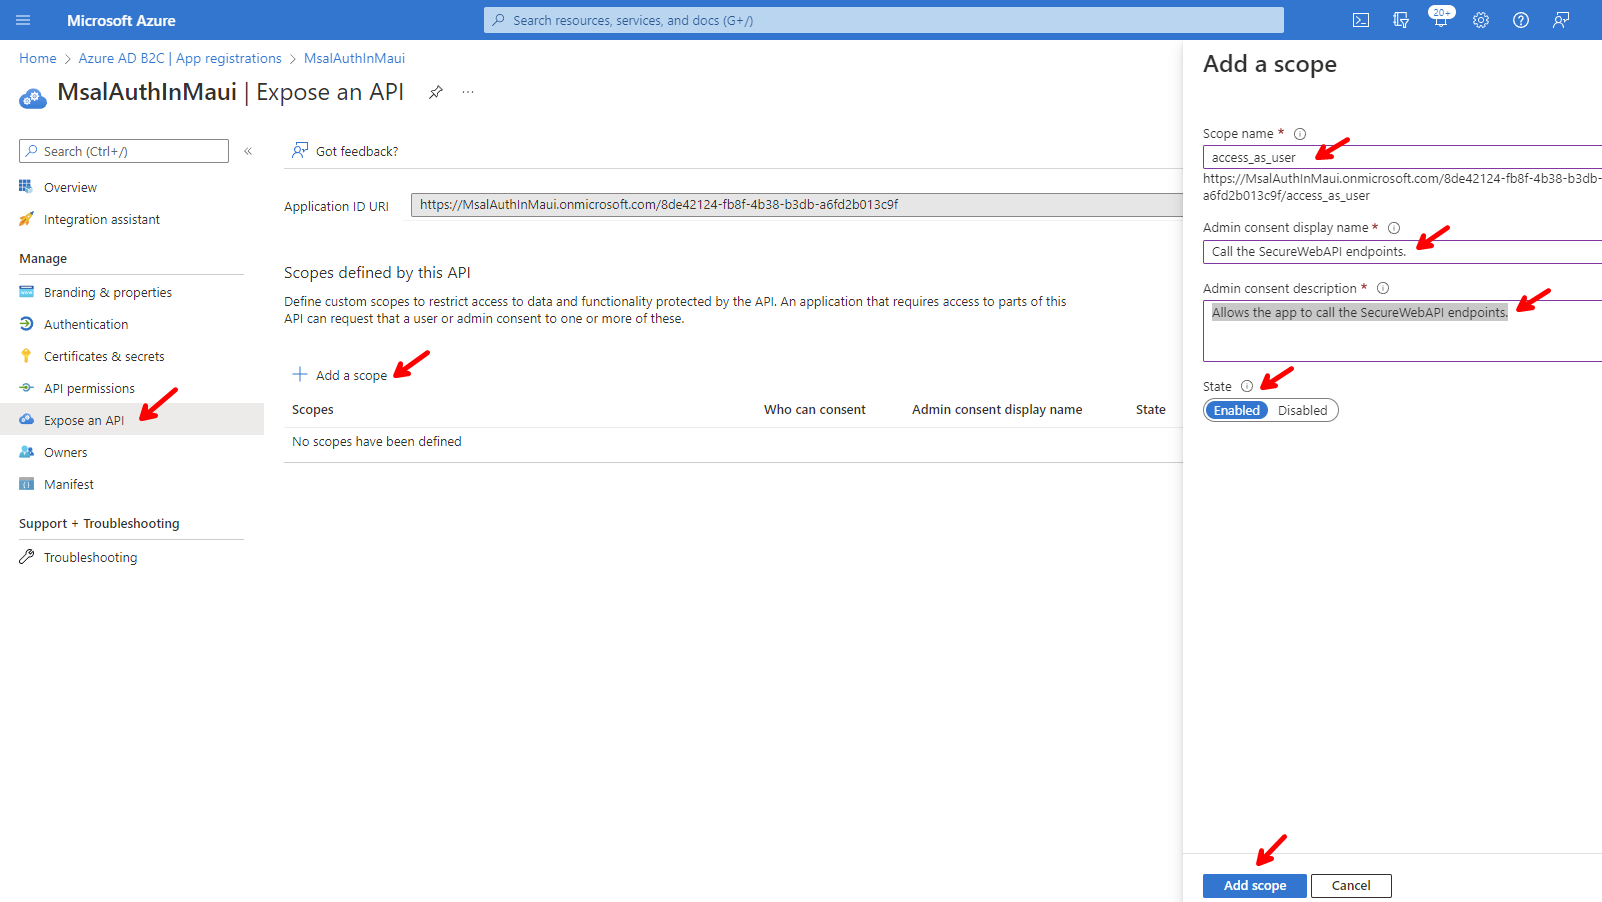 Microsoft Azure
Search resources, services, and docs (G+/)
20+
Home > Azure AD B2C | App registrations > MsalAuthInMaui
MsalAuthInMaui | Expose an API
...
Search (Ctrl+/)
«
Overview
Integration assistant
Manage
Branding & properties
Authentication
Certificates & secrets
API permissions
Expose an API
Owners
Manifest
Support + Troubleshooting
Troubleshooting
Got feedback?
Application ID URI
https://MsalAuthInMaui.onmicrosoft.com/8de42124-fb8f-4b38-b3db-a6fd2b013c9f
Scopes defined by this API
Define custom scopes to restrict access to data and functionality protected by the API. An application that requires access to parts of this
API can request that a user or admin consent to one or more of these.
Add a scope
Scopes Who can consent Admin consent display name State
No scopes have been defined
Add a scope
Scope name *
access_as_user
https://MsalAuthInMaui.onmicrosoft.com/8de42124-fb8f-4b38-b3db-
a6fd2b013c9f/access_as_user
Admin consent display name *
Call the SecureWebAPI endpoints.
Admin consent description *
Allows the app to call the SecureWebAPI endpoints.
State
Enabled Disabled
Add scope Cancel